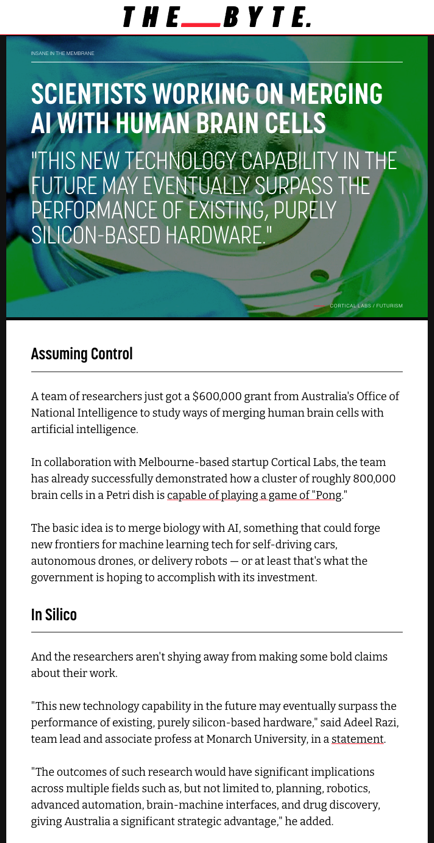 THE__BYTE.
INSANE IN THE MEMBRANE
SCIENTISTS WORKING ON MERGING
AI WITH HUMAN BRAIN CELLS
"THIS NEW TECHNOLOGY CAPABILITY IN THE
FUTURE MAY EVENTUALLY SURPASS THE
PERFORMANCE OF EXISTING, PURELY
SILICON-BASED HARDWARE."
CORTICAL LABS / FUTURISM
Assuming Control
A team of researchers just got a $600,000 grant from Australia's Office of
National Intelligence to study ways of merging human brain cells with
artificial intelligence.
In collaboration with Melbourne-based startup Cortical Labs, the team
has already successfully demonstrated how a cluster of roughly 800,000
brain cells in a Petri dish is capable of playing a game of "Pong."
The basic idea is to merge biology with AI, something that could forge
new frontiers for machine learning tech for self-driving cars,
autonomous drones, or delivery robots — or at least that's what the
government is hoping to accomplish with its investment.
In Silico
And the researchers aren't shying away from making some bold claims
about their work.
"This new technology capability in the future may eventually surpass the
performance of existing, purely silicon-based hardware," said Adeel Razi,
team lead and associate profess at Monarch University, in a statement.
"The outcomes of such research would have significant implications
across multiple fields such as, but not limited to, planning, robotics,
advanced automation, brain-machine interfaces, and drug discovery,
giving Australia a significant strategic advantage," he added.